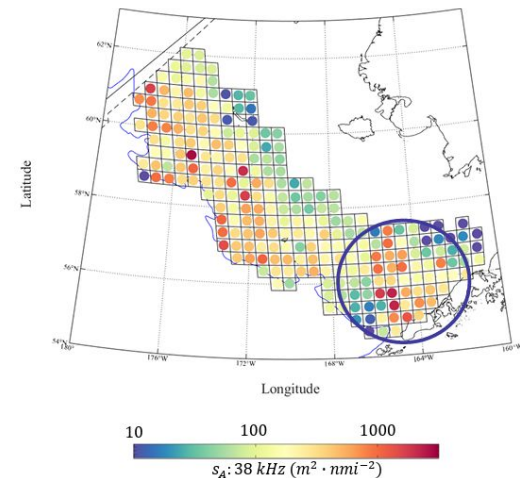 62°N
60°N
58°N
56°N
54°N
180°
176°W
172°W
168°W
164°W
160°W
Latitude
Longitude
10 100 1000
s_A: 38 kHz (m² · nmi⁻²)